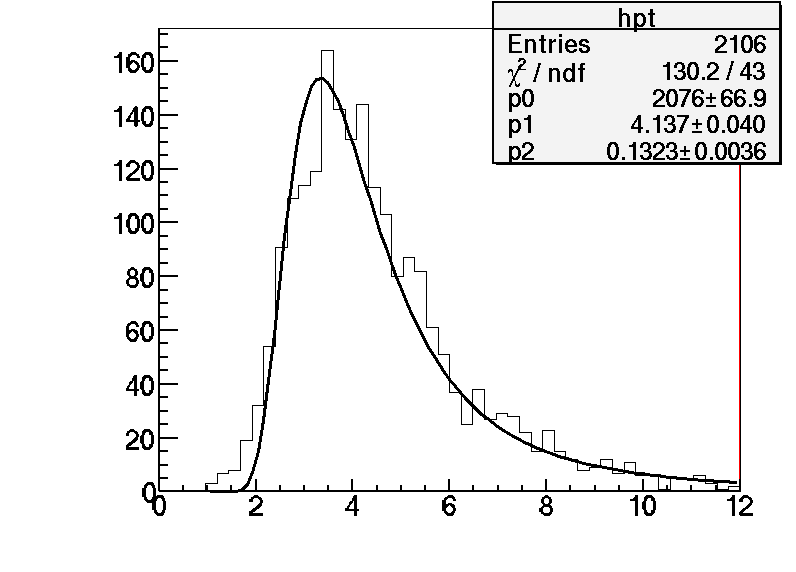 hpt
Entries 2106
χ² / ndf 130.2 / 43
p0 2076±66.9
p1 4.137±0.040
p2 0.1323±0.0036
160
140
120
100
80
60
40
20
0
0 2 4 6 8 10 12